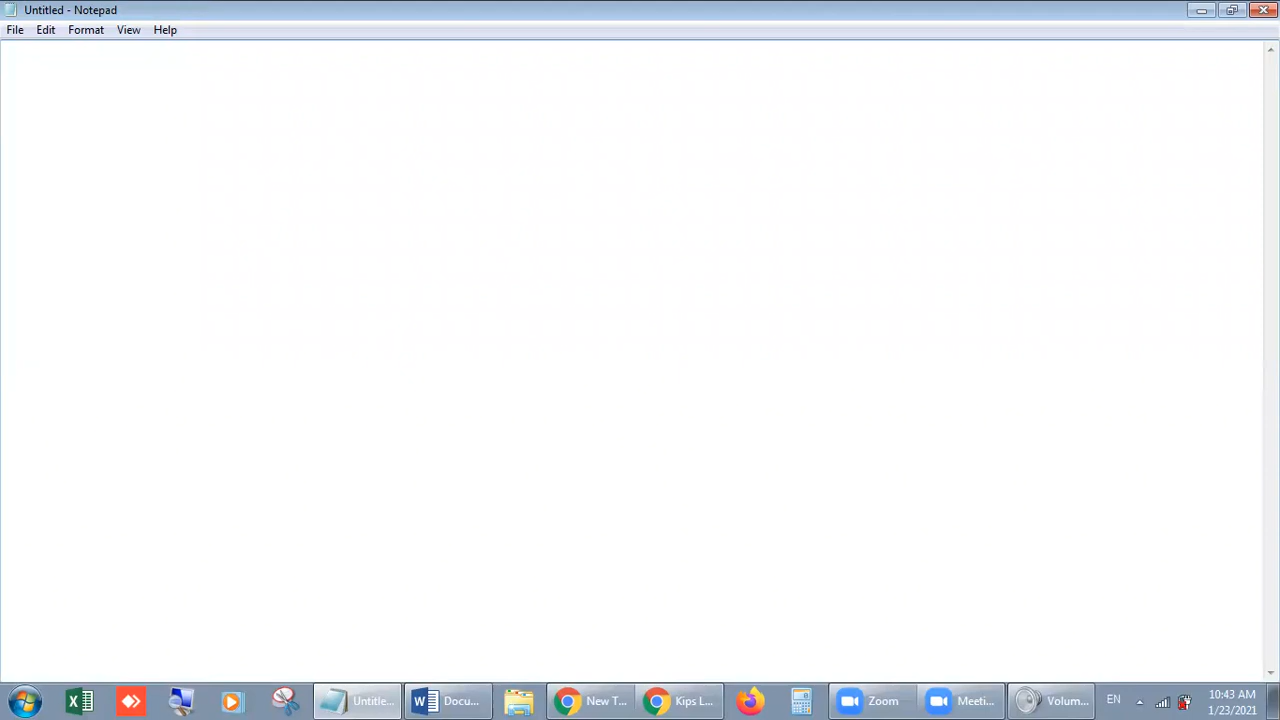 Untitled - Notepad
File Edit Format View Help
Untitle... Docu... New T... Kips L... Zoom Meeti... Volum... EN 10:43 AM
1/23/2021